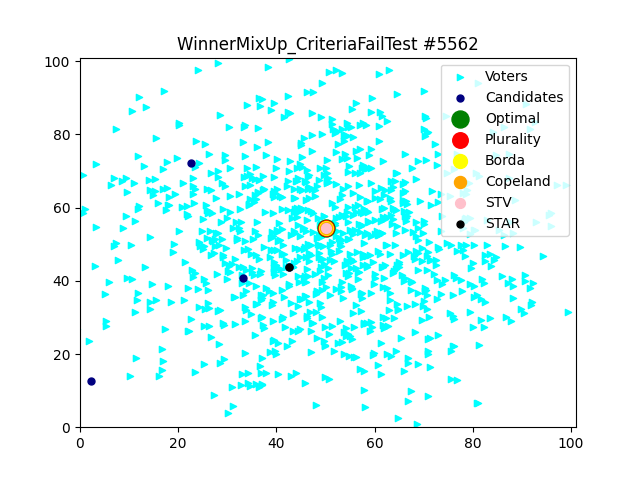 WinnerMixUp_CriteriaFailTest #5562
100
80
60
40
20
0
0
20
40
60
80
100
Voters
Candidates
Optimal
Plurality
Borda
Copeland
STV
STAR